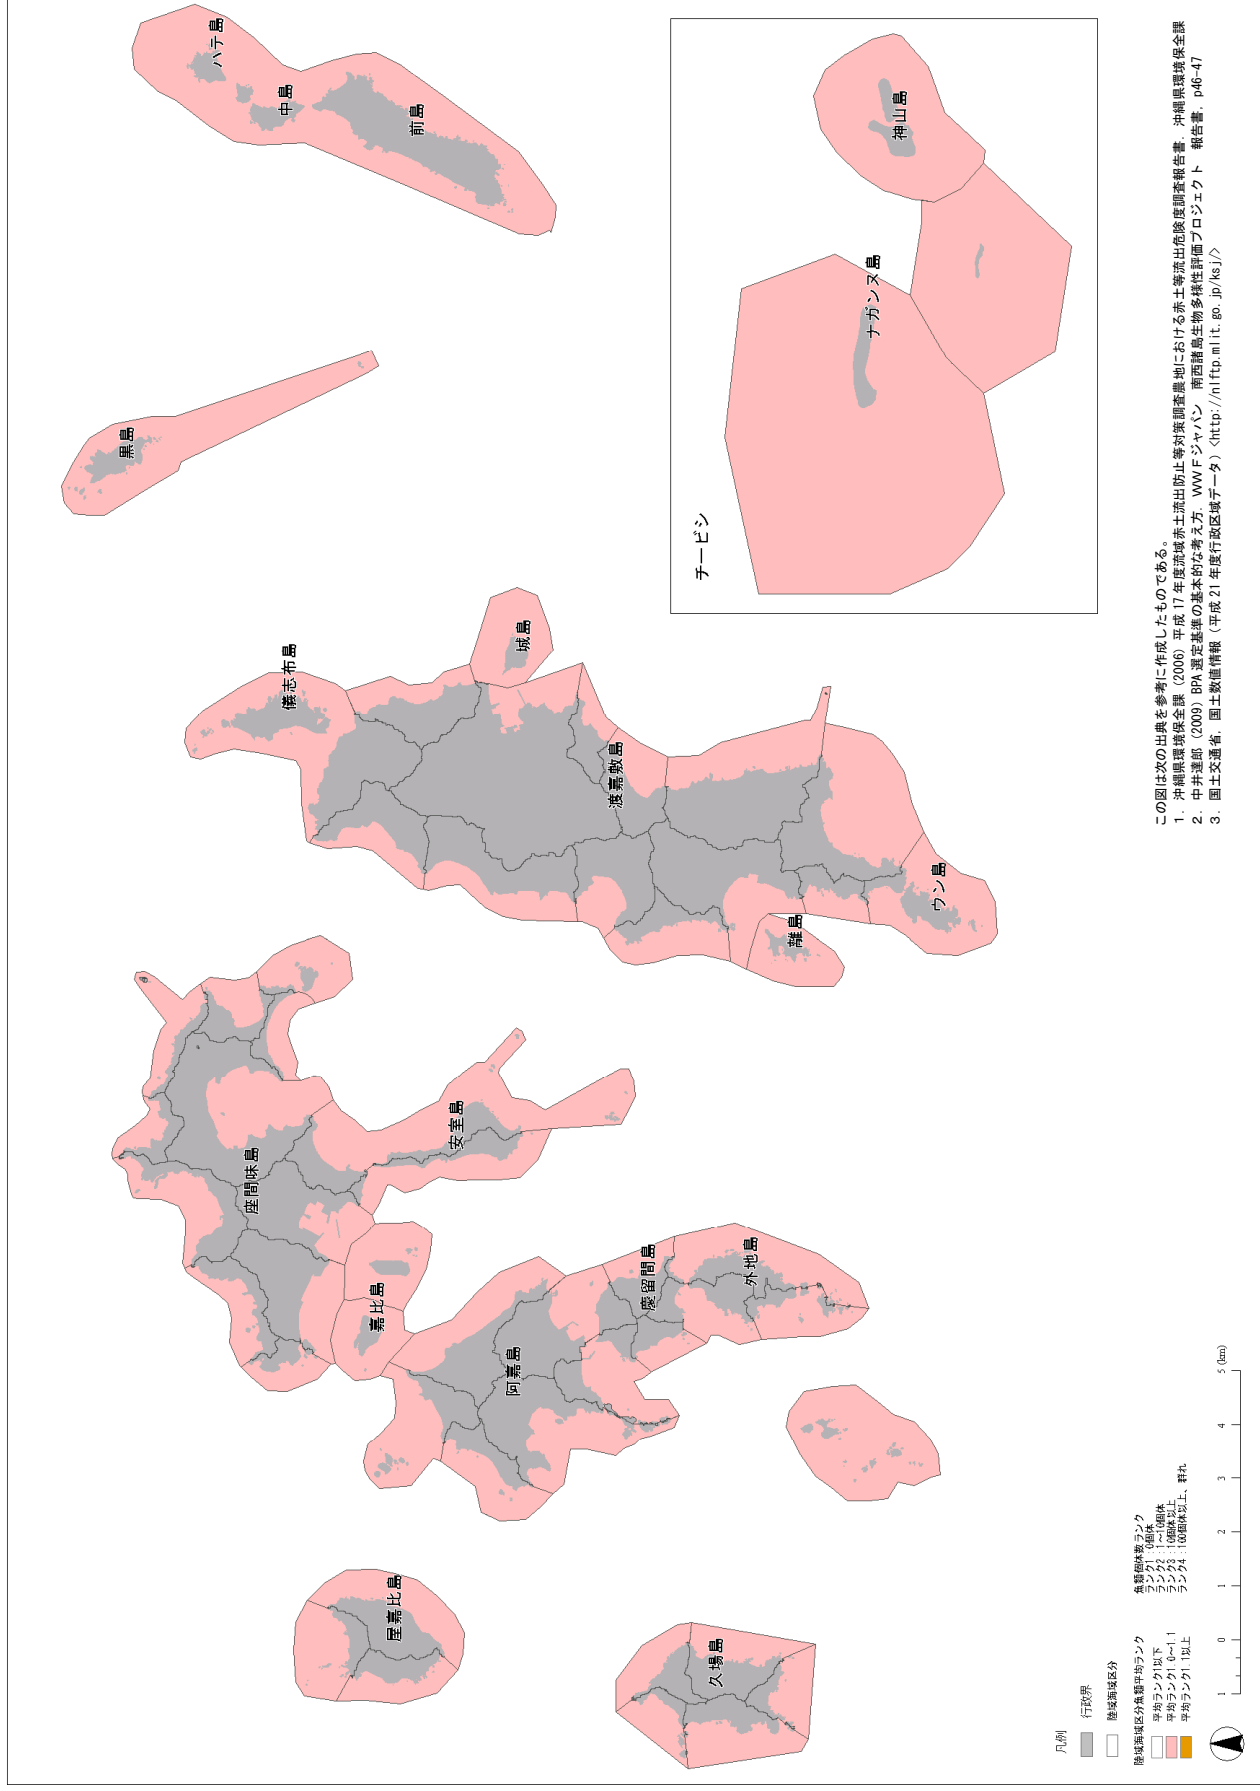 屋嘉比島
久場島
座間味島
嘉比島
安室島
阿嘉島
慶留間島
外地島
儀志布島
城島
渡嘉敷島
離島
ウン島
黒島
ハテ島
中島
前島
チービシ
ナガンヌ島
神山島
凡例
行政界
陸域海域区分
陸域海域区分魚類平均ランク
平均ランク1以下
平均ランク1.0~1.1
平均ランク1.1以上
魚類個体数ランク
ランク1:0個体
ランク2:1~10個体
ランク3:10個体以上
ランク4:100個体以上、群れ
1 0 1 2 3 4 5 (km)
この図は次の出典を参考に作成したものである。
1. 沖縄県環境保全課 (2006) 平成17年度流域赤土流出防止等対策調査農地における赤土等流出危険度調査報告書. 沖縄県環境保全課
2. 中井達郎 (2009) BPA選定基準の基本的な考え方. WWFジャパン 南西諸島生物多様性評価プロジェクト 報告書, p46-47
3. 国土交通省. 国土数値情報 (平成21年度行政区域データ) <http://nlftp.mlit.go.jp/ksj/>